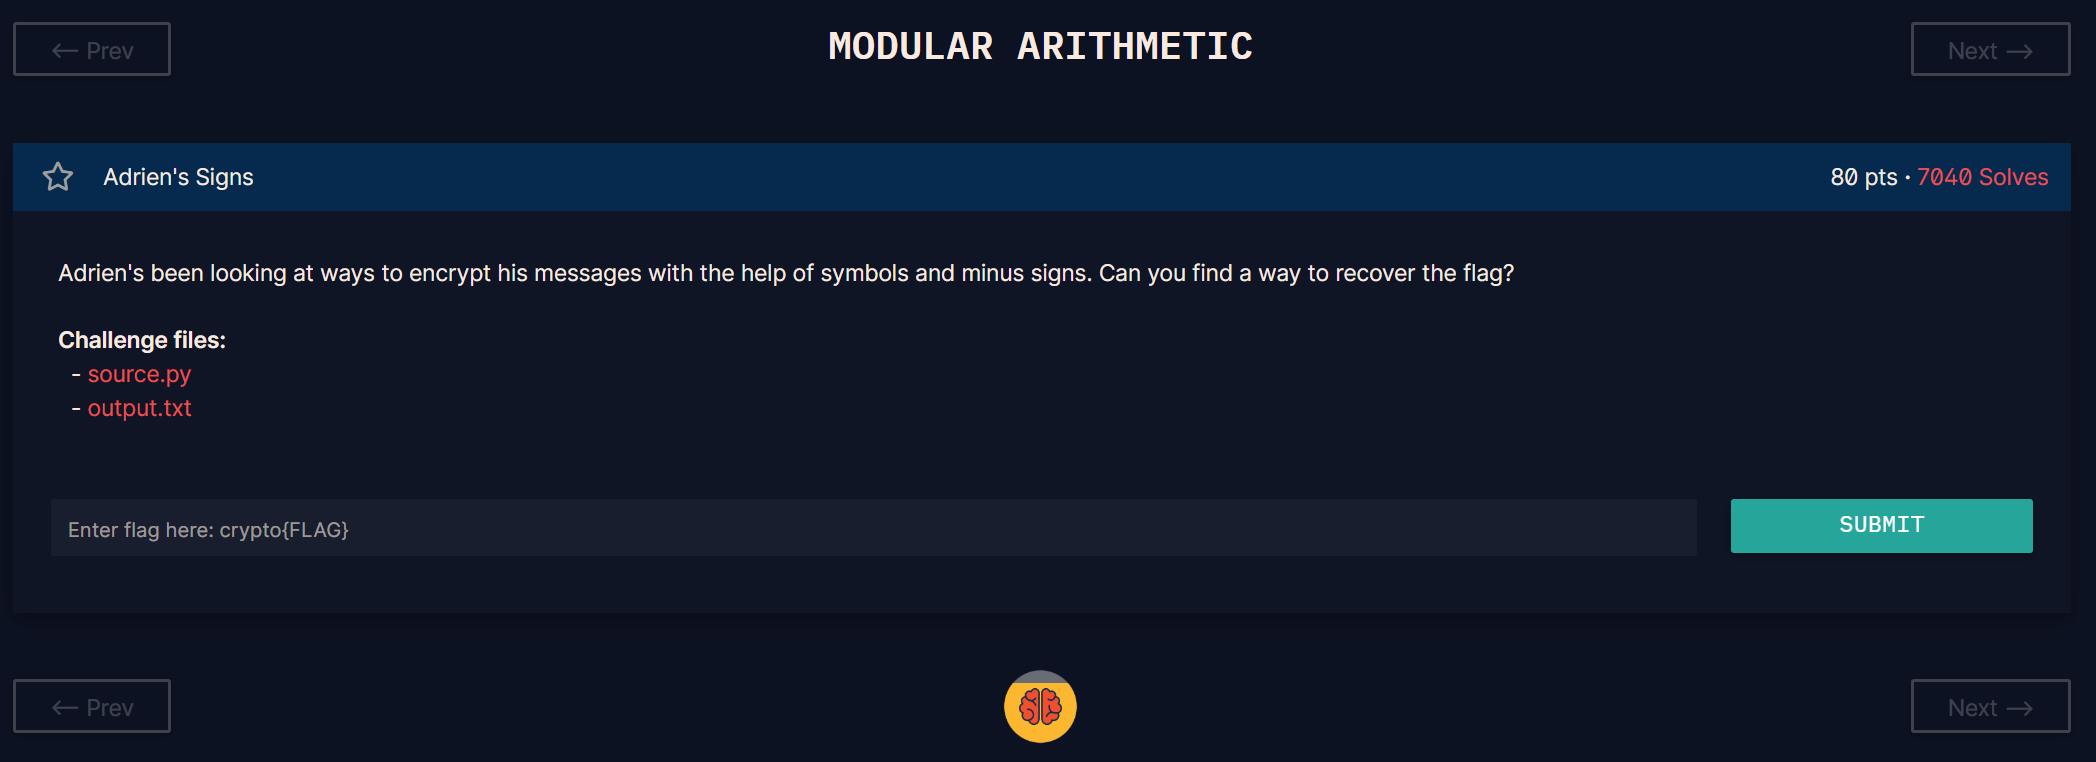 ← Prev
MODULAR ARITHMETIC
Next →
Adrien's Signs
80 pts · 7040 Solves
Adrien's been looking at ways to encrypt his messages with the help of symbols and minus signs. Can you find a way to recover the flag?
Challenge files:
- source.py
- output.txt
Enter flag here: crypto{FLAG}
SUBMIT
← Prev
Next →